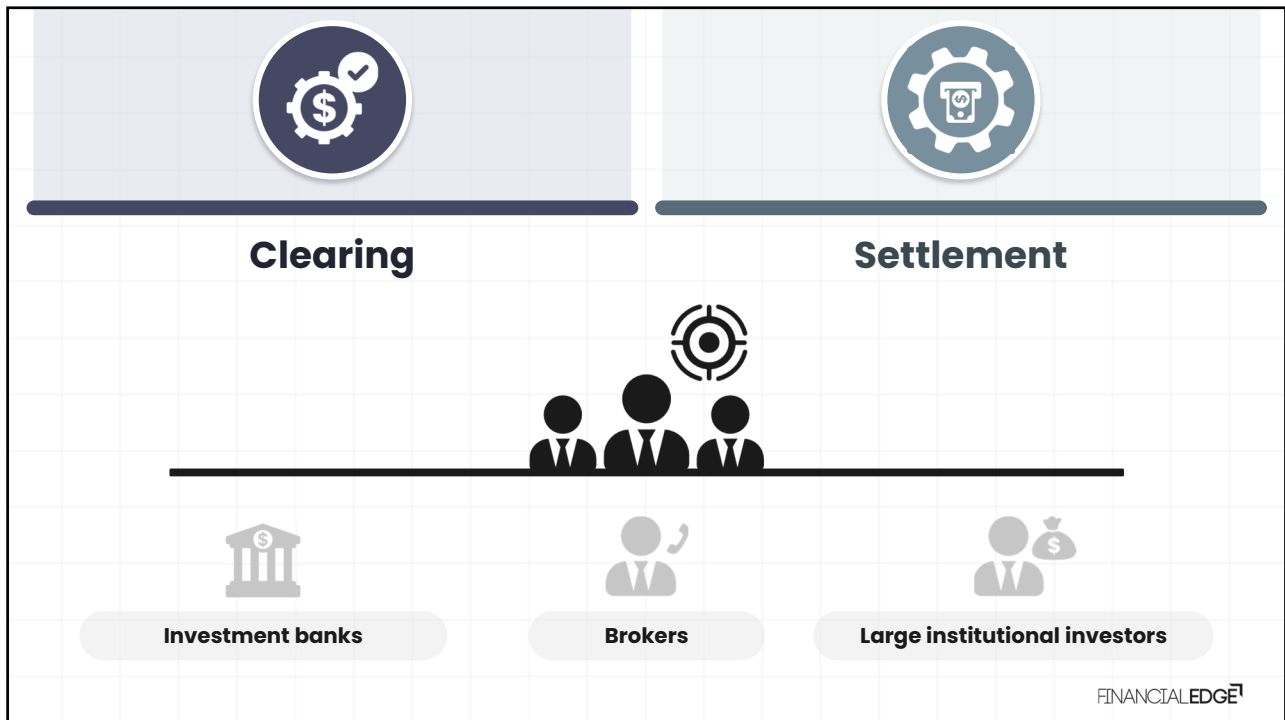 Clearing
Settlement
Investment banks
Brokers
Large institutional investors
FINANCIALEDGE